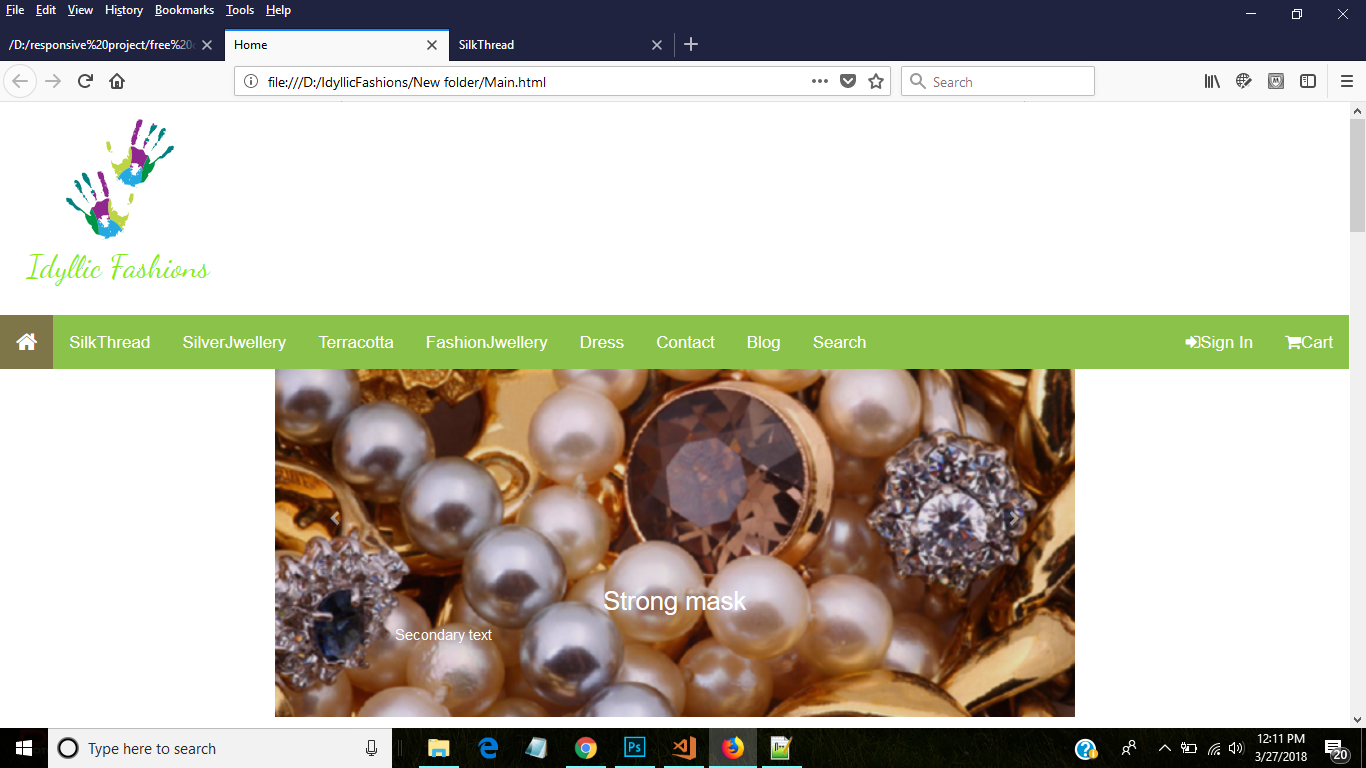 File Edit View History Bookmarks Tools Help
/D:/responsive%20project/free%20 Home SilkThread
file:///D:/IdyllicFashions/New folder/Main.html Search
Idyllic Fashions
SilkThread SilverJwellery Terracotta FashionJwellery Dress Contact Blog Search Sign In Cart
Strong mask
Secondary text
Type here to search
Ps
12:11 PM
3/27/2018
20